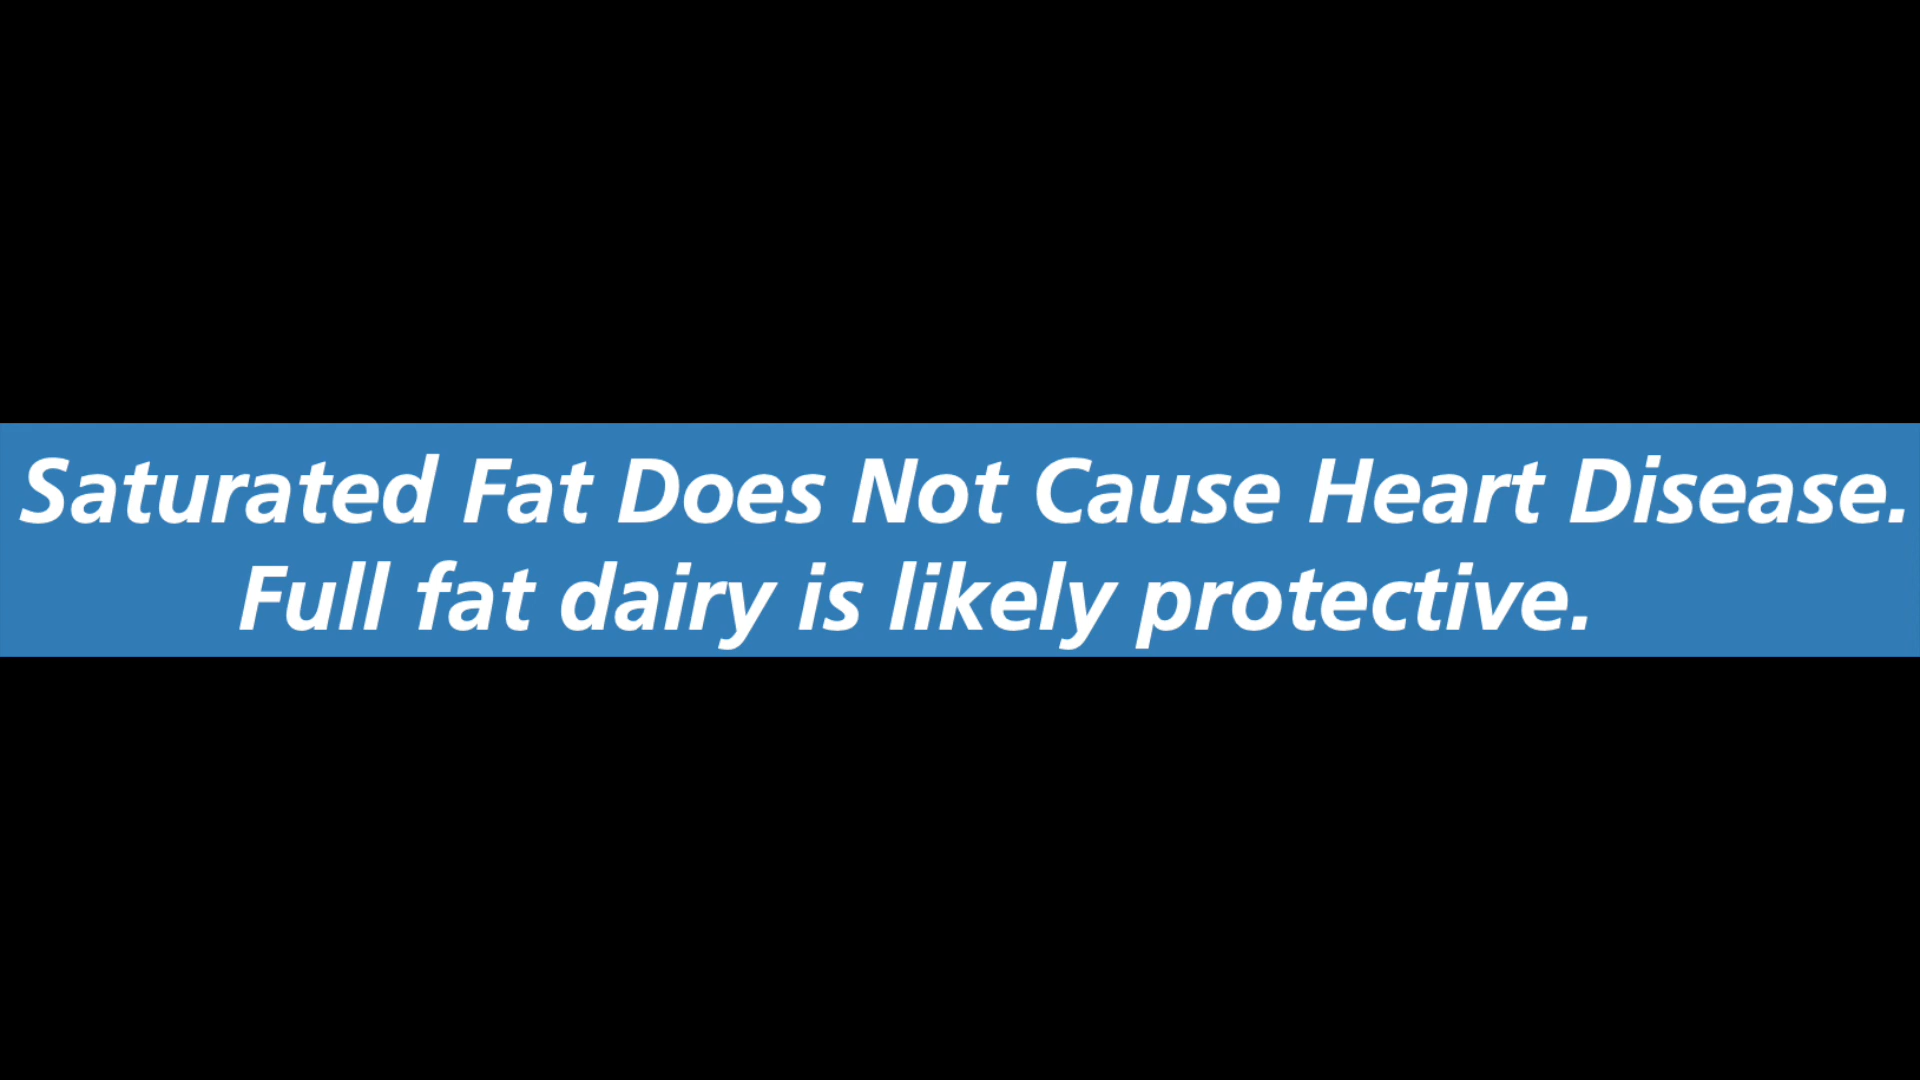 Saturated Fat Does Not Cause Heart Disease.
Full fat dairy is likely protective.